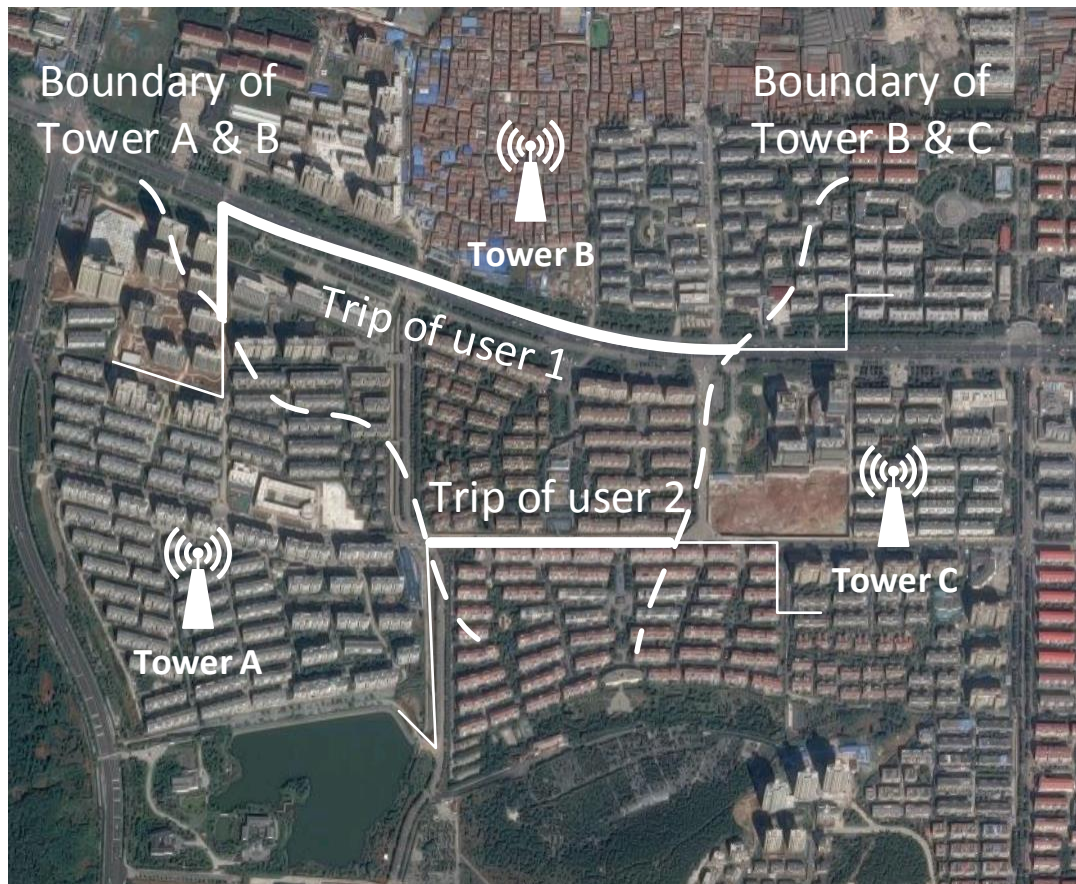 Boundary of
Tower A & B
Boundary of
Tower B & C
Tower B
Trip of user 1
Trip of user 2
Tower C
Tower A